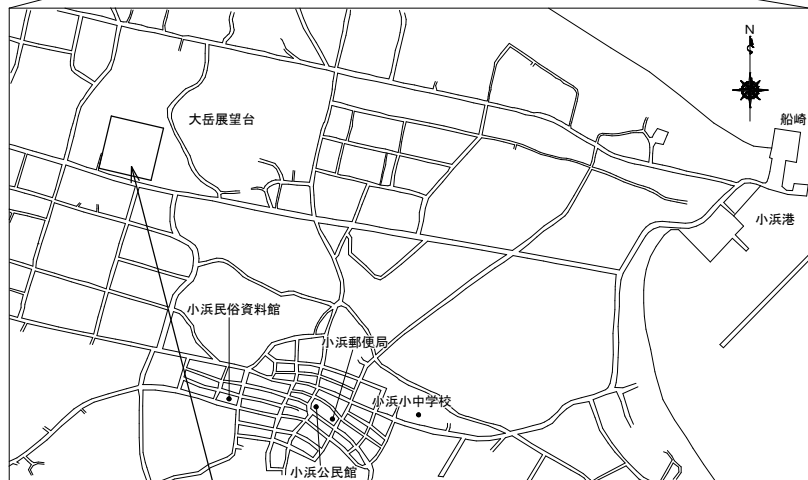 N
船崎
大岳展望台
小浜港
小浜民俗資料館
小浜郵便局
小浜小中学校
小浜公民館